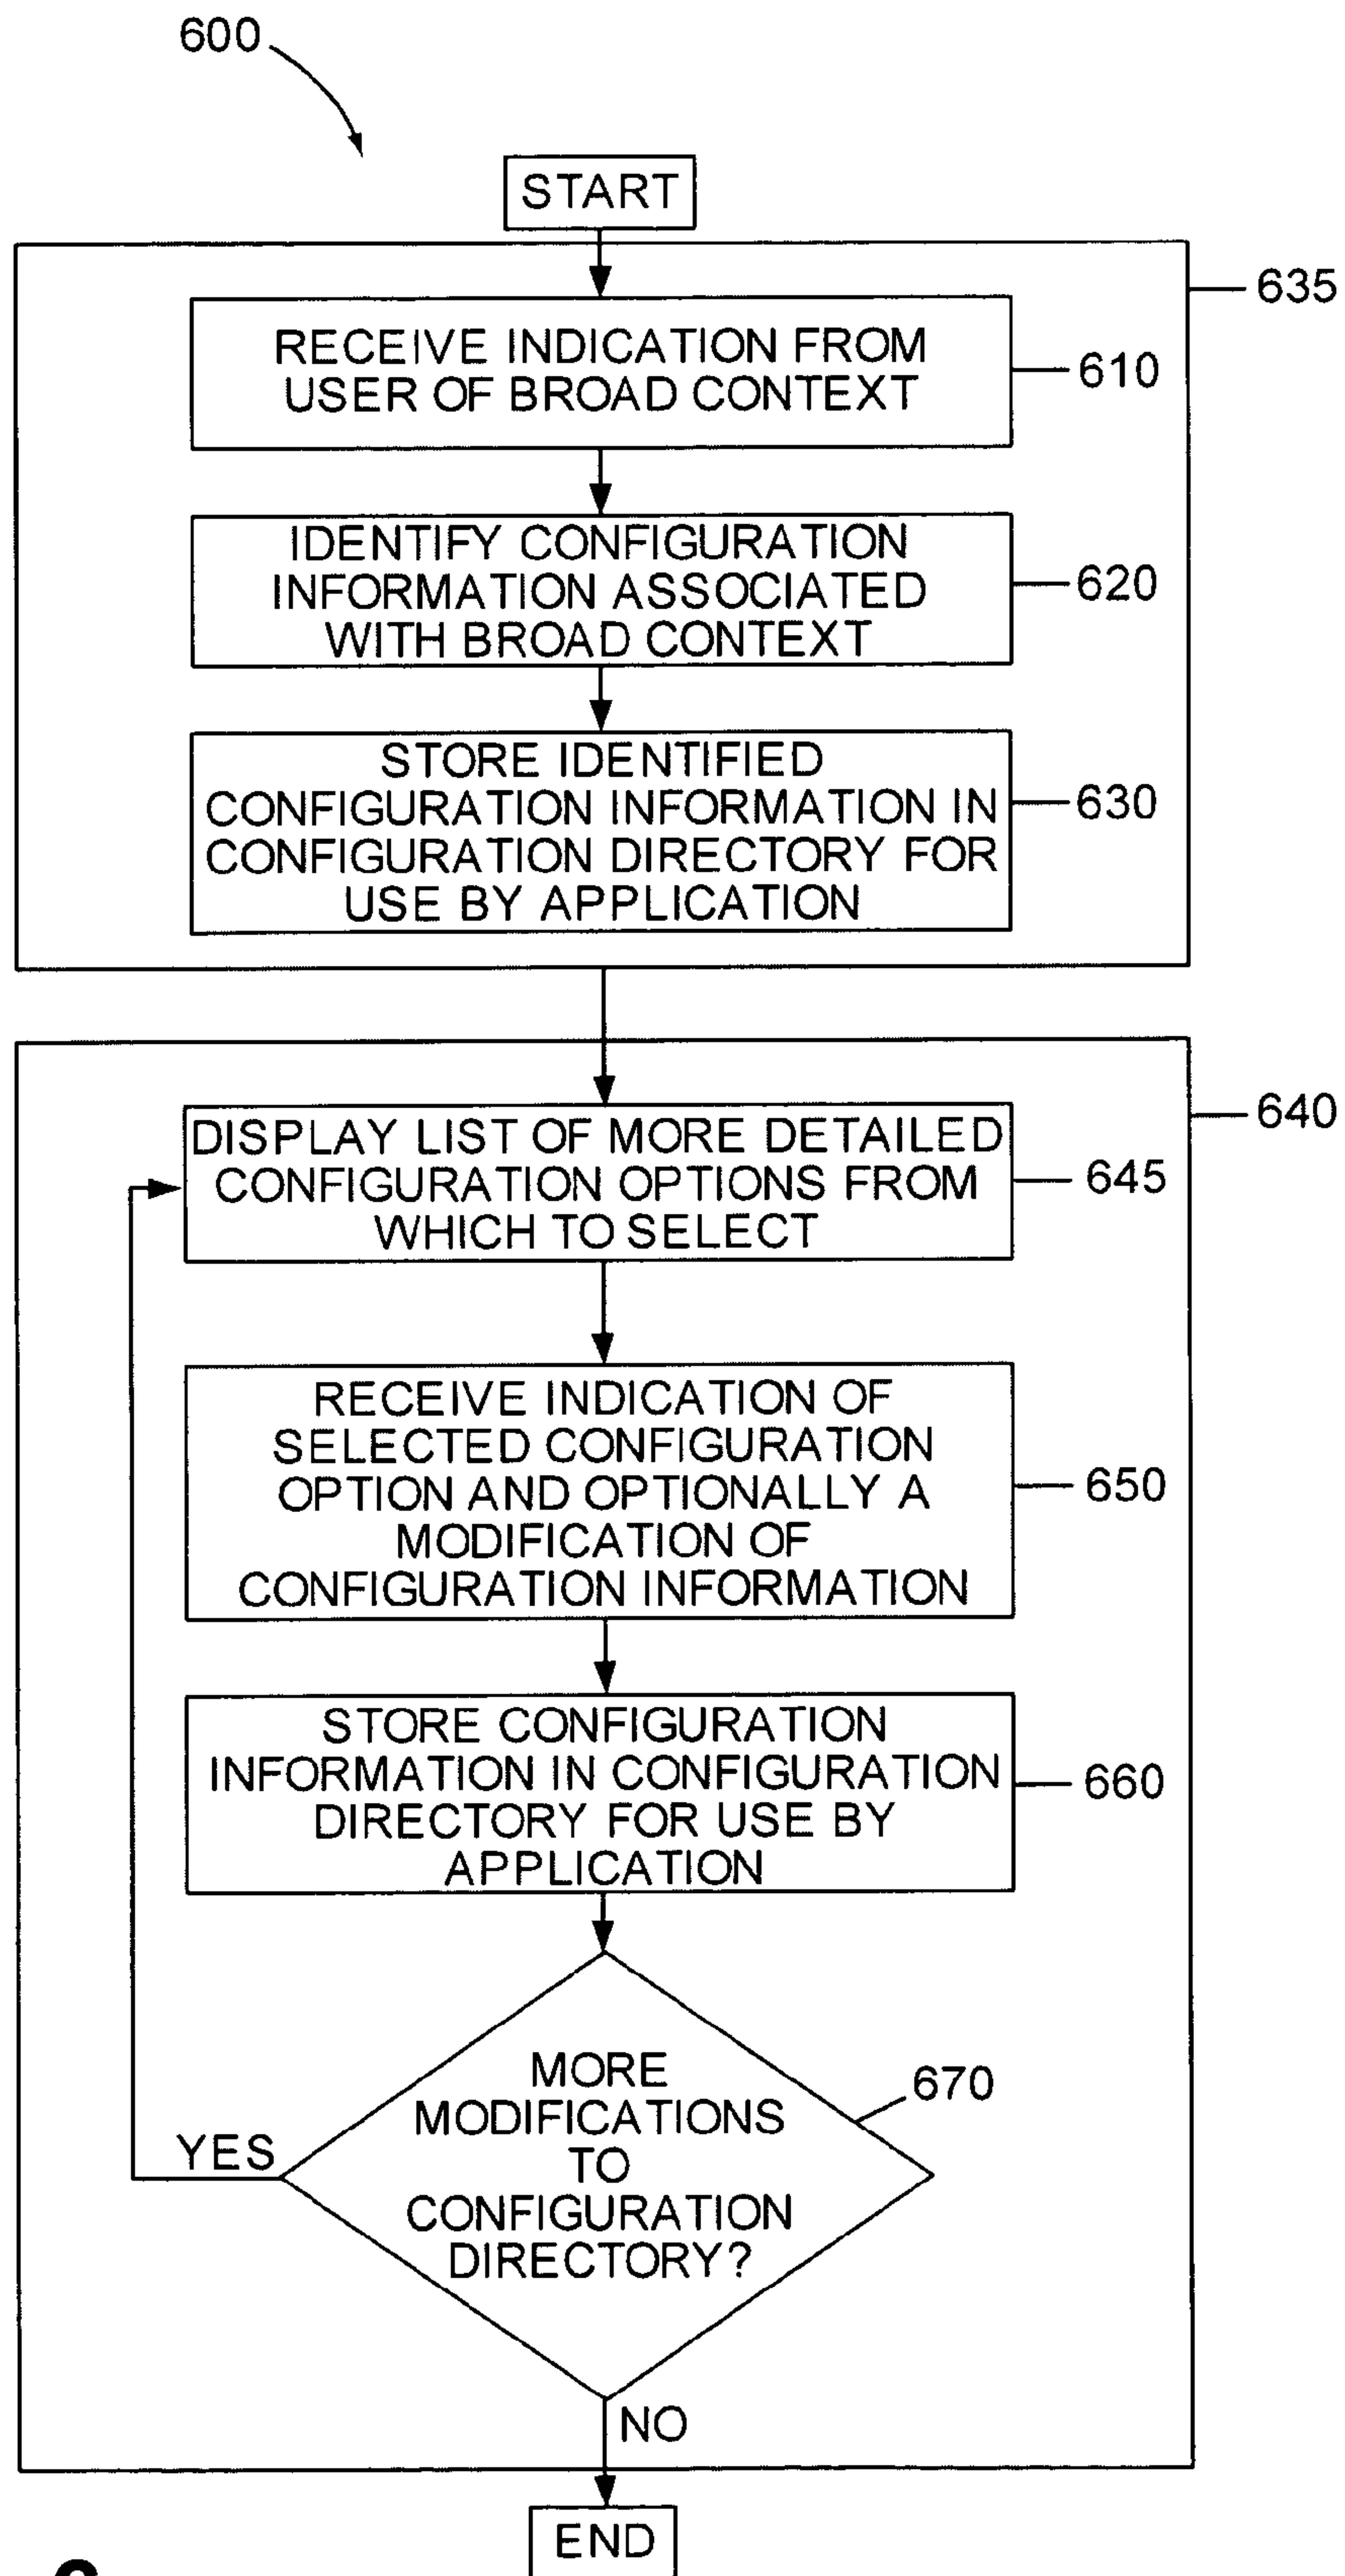 600
START
635
RECEIVE INDICATION FROM
USER OF BROAD CONTEXT
610
IDENTIFY CONFIGURATION
INFORMATION ASSOCIATED
WITH BROAD CONTEXT
620
STORE IDENTIFIED
CONFIGURATION INFORMATION IN
CONFIGURATION DIRECTORY FOR
USE BY APPLICATION
630
640
DISPLAY LIST OF MORE DETAILED
CONFIGURATION OPTIONS FROM
WHICH TO SELECT
645
RECEIVE INDICATION OF
SELECTED CONFIGURATION
OPTION AND OPTIONALLY A
MODIFICATION OF
CONFIGURATION INFORMATION
650
STORE CONFIGURATION
INFORMATION IN CONFIGURATION
DIRECTORY FOR USE BY
APPLICATION
660
MORE
MODIFICATIONS
TO
CONFIGURATION
DIRECTORY?
670
YES
NO
END